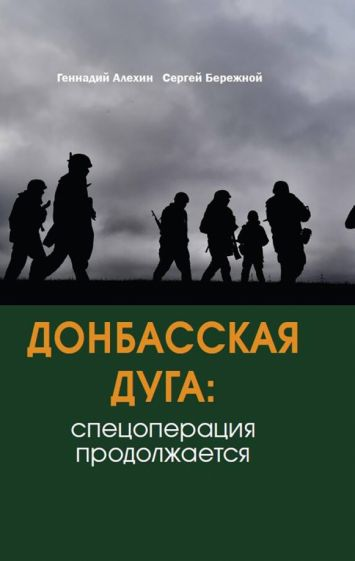 Геннадий Алехин Сергей Бережной
ДОНБАССКАЯ
ДУГА:
спецоперация
продолжается